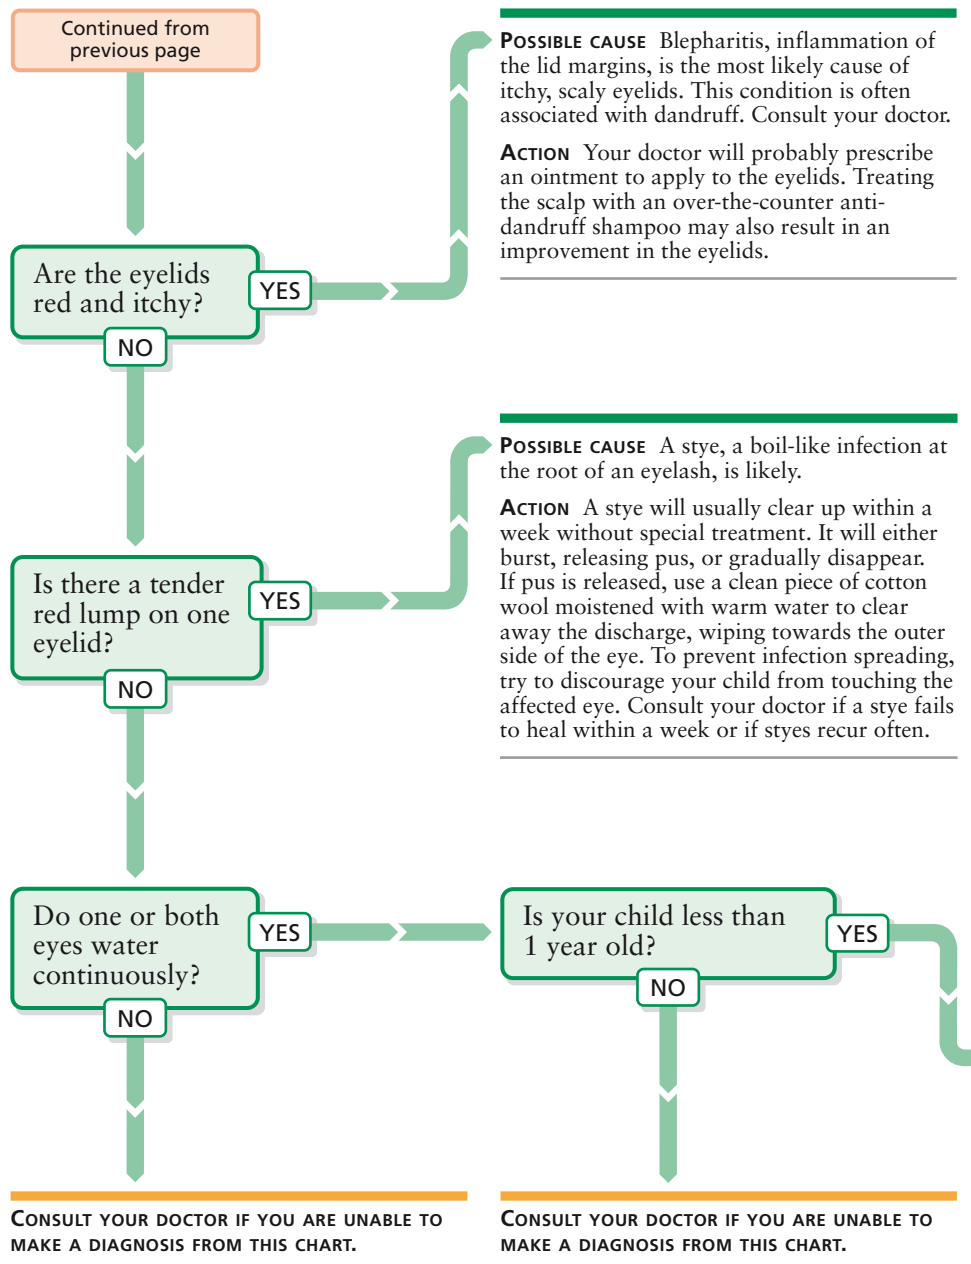 Continued from
previous page
POSSIBLE CAUSE Blepharitis, inflammation of
the lid margins, is the most likely cause of
itchy, scaly eyelids. This condition is often
associated with dandruff. Consult your doctor.
ACTION Your doctor will probably prescribe
an ointment to apply to the eyelids. Treating
the scalp with an over-the-counter anti-
dandruff shampoo may also result in an
improvement in the eyelids.
Are the eyelids
red and itchy?
YES
NO
POSSIBLE CAUSE A stye, a boil-like infection at
the root of an eyelash, is likely.
ACTION A stye will usually clear up within a
week without special treatment. It will either
burst, releasing pus, or gradually disappear.
If pus is released, use a clean piece of cotton
wool moistened with warm water to clear
away the discharge, wiping towards the outer
side of the eye. To prevent infection spreading,
try to discourage your child from touching the
affected eye. Consult your doctor if a stye fails
to heal within a week or if styes recur often.
Is there a tender
red lump on one
eyelid?
YES
NO
Do one or both
eyes water
continuously?
YES
NO
Is your child less than
1 year old?
YES
NO
CONSULT YOUR DOCTOR IF YOU ARE UNABLE TO
MAKE A DIAGNOSIS FROM THIS CHART.
CONSULT YOUR DOCTOR IF YOU ARE UNABLE TO
MAKE A DIAGNOSIS FROM THIS CHART.